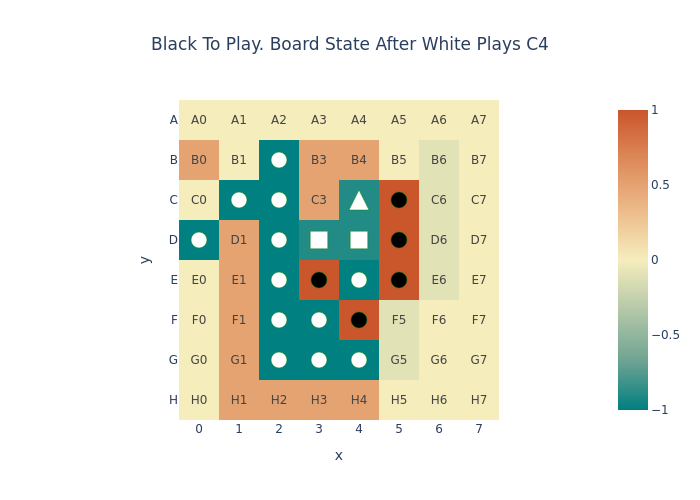 Black To Play. Board State After White Plays C4
A A0 A1 A2 A3 A4 A5 A6 A7
B B0 B1 B3 B4 B5 B6 B7
C C0 C3 C6 C7
D D1 D6 D7
E E0 E1 E6 E7
F F0 F1 F5 F6 F7
G G0 G1 G5 G6 G7
H H0 H1 H2 H3 H4 H5 H6 H7
0 1 2 3 4 5 6 7
x
y
1
0.5
0
−0.5
−1